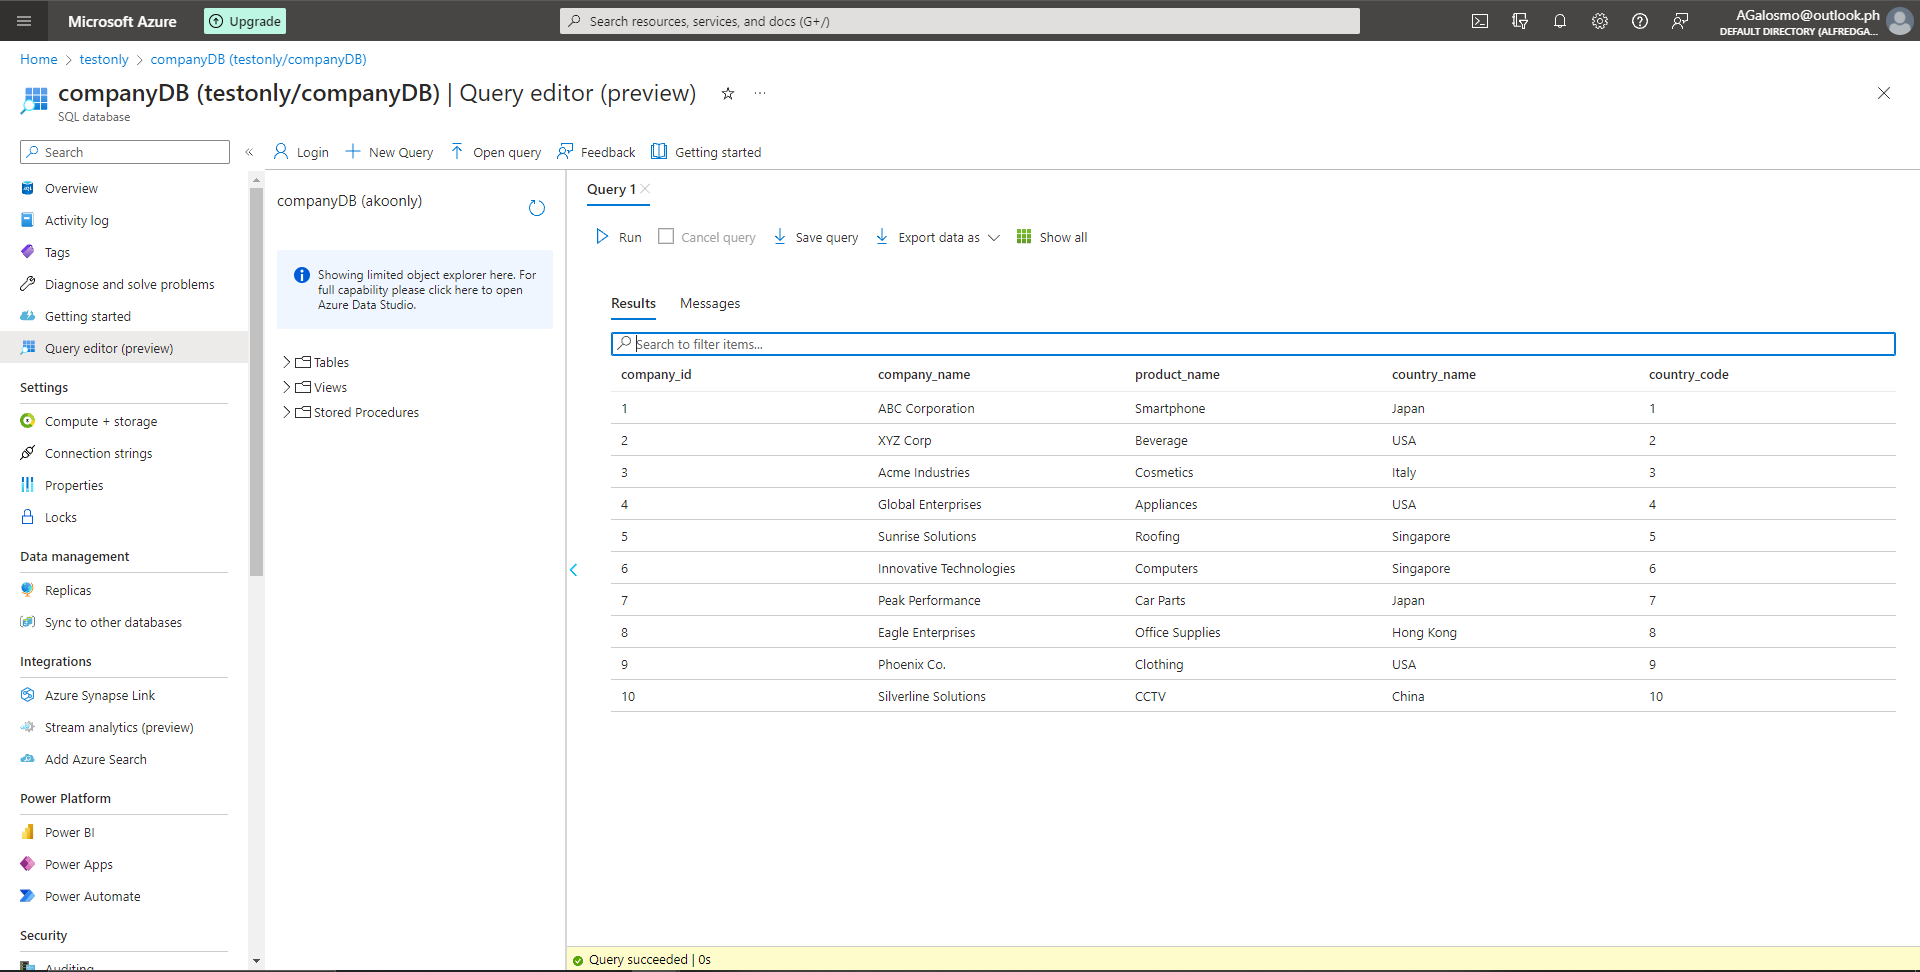 Microsoft Azure
Upgrade
Search resources, services, and docs (G+/)
AGalosmo@outlook.ph
DEFAULT DIRECTORY (ALFREDGA...
Home > testonly > companyDB (testonly/companyDB)
companyDB (testonly/companyDB) | Query editor (preview)
SQL database
Search
Login
New Query
Open query
Feedback
Getting started
Overview
Activity log
Tags
Diagnose and solve problems
Getting started
Query editor (preview)
Settings
Compute + storage
Connection strings
Properties
Locks
Data management
Replicas
Sync to other databases
Integrations
Azure Synapse Link
Stream analytics (preview)
Add Azure Search
Power Platform
Power BI
Power Apps
Power Automate
Security
Auditing
companyDB (akoonly)
Showing limited object explorer here. For
full capability please click here to open
Azure Data Studio.
Tables
Views
Stored Procedures
Query 1
Run
Cancel query
Save query
Export data as
Show all
Results
Messages
Search to filter items...
company_id company_name product_name country_name country_code
1 ABC Corporation Smartphone Japan 1
2 XYZ Corp Beverage USA 2
3 Acme Industries Cosmetics Italy 3
4 Global Enterprises Appliances USA 4
5 Sunrise Solutions Roofing Singapore 5
6 Innovative Technologies Computers Singapore 6
7 Peak Performance Car Parts Japan 7
8 Eagle Enterprises Office Supplies Hong Kong 8
9 Phoenix Co. Clothing USA 9
10 Silverline Solutions CCTV China 10
Query succeeded | 0s